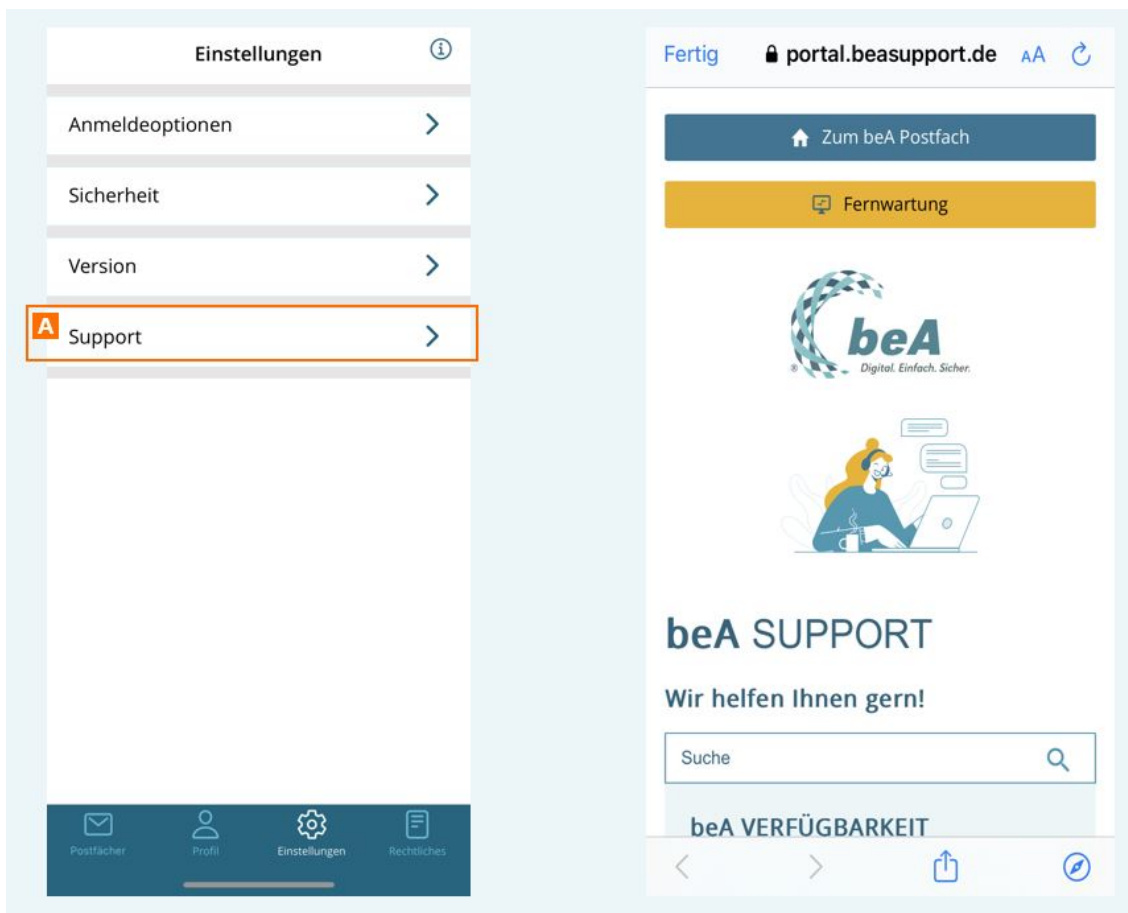 Einstellungen
Anmeldeoptionen
Sicherheit
Version
A
Support
Postfächer Profil Einstellungen Rechtliches
Fertig portal.beasupport.de AA
Zum beA Postfach
Fernwartung
beA
® Digital. Einfach. Sicher.
beA SUPPORT
Wir helfen Ihnen gern!
Suche
beA VERFÜGBARKEIT